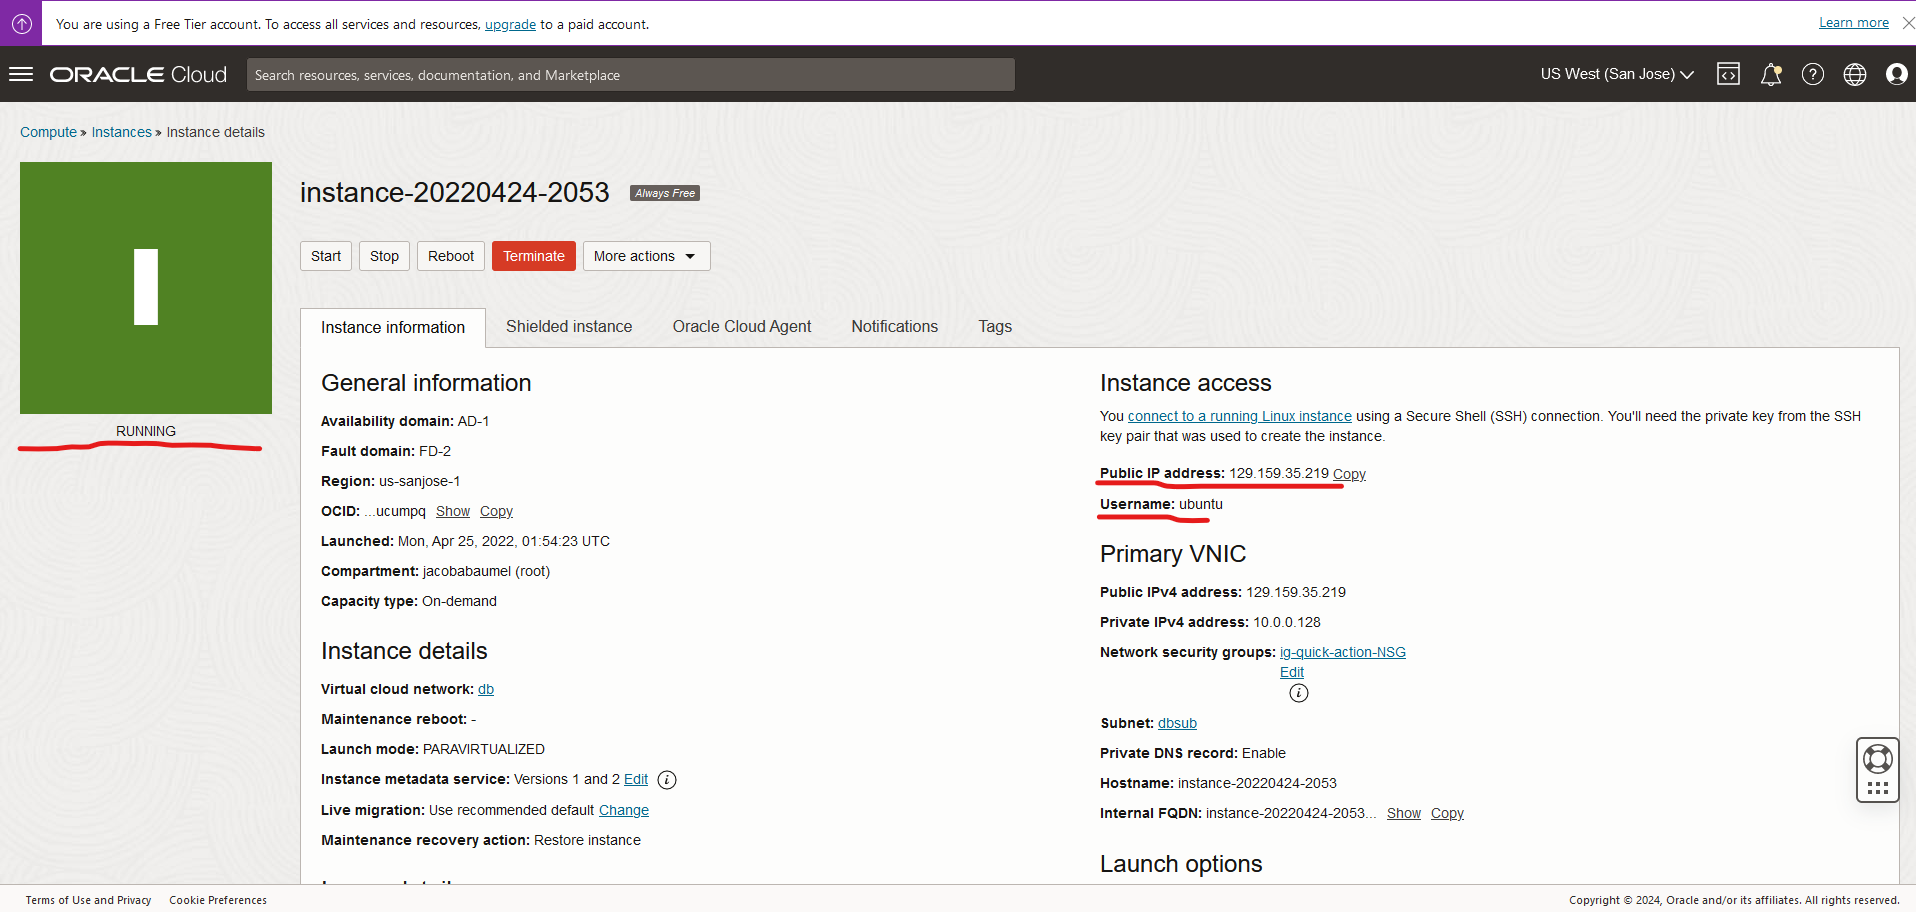 You are using a Free Tier account. To access all services and resources, upgrade to a paid account.
Learn more
ORACLE Cloud
Search resources, services, documentation, and Marketplace
US West (San Jose)
Compute » Instances » Instance details
RUNNING
instance-20220424-2053
Always Free
Start
Stop
Reboot
Terminate
More actions
Instance information
Shielded instance
Oracle Cloud Agent
Notifications
Tags
General information
Availability domain: AD-1
Fault domain: FD-2
Region: us-sanjose-1
OCID: ...ucumpq Show Copy
Launched: Mon, Apr 25, 2022, 01:54:23 UTC
Compartment: jacobabaumel (root)
Capacity type: On-demand
Instance details
Virtual cloud network: db
Maintenance reboot: -
Launch mode: PARAVIRTUALIZED
Instance metadata service: Versions 1 and 2 Edit
Live migration: Use recommended default Change
Maintenance recovery action: Restore instance
Instance access
You connect to a running Linux instance using a Secure Shell (SSH) connection. You'll need the private key from the SSH
key pair that was used to create the instance.
Public IP address: 129.159.35.219 Copy
Username: ubuntu
Primary VNIC
Public IPv4 address: 129.159.35.219
Private IPv4 address: 10.0.0.128
Network security groups: ig-quick-action-NSG
Edit
Subnet: dbsub
Private DNS record: Enable
Hostname: instance-20220424-2053
Internal FQDN: instance-20220424-2053... Show Copy
Launch options
Terms of Use and Privacy
Cookie Preferences
Copyright © 2024, Oracle and/or its affiliates. All rights reserved.